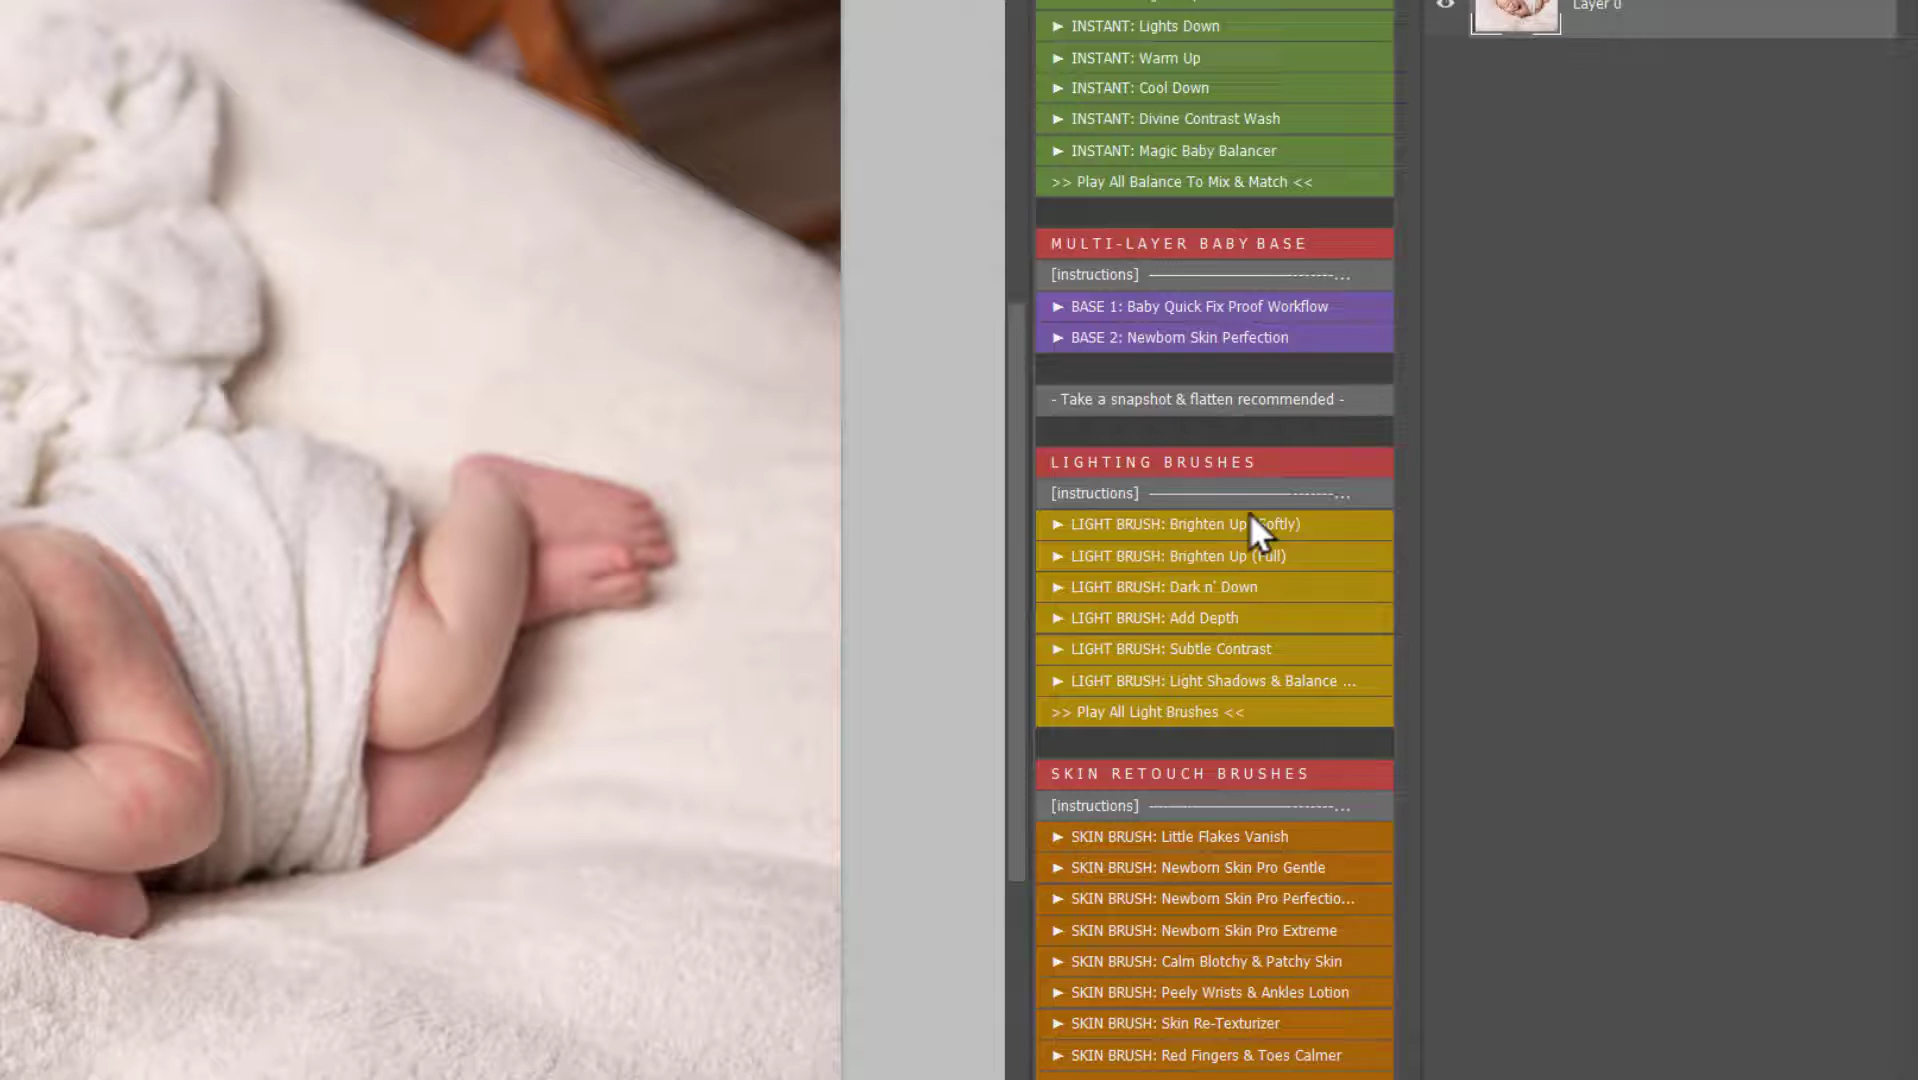 Layer 0
► INSTANT: Lights Down
► INSTANT: Warm Up
► INSTANT: Cool Down
► INSTANT: Divine Contrast Wash
► INSTANT: Magic Baby Balancer
>> Play All Balance To Mix & Match <<
MULTI-LAYER BABY BASE
[instructions] ——————————-------...
► BASE 1: Baby Quick Fix Proof Workflow
► BASE 2: Newborn Skin Perfection
- Take a snapshot & flatten recommended -
LIGHTING BRUSHES
[instructions] ——————————-------...
► LIGHT BRUSH: Brighten Up (Softly)
► LIGHT BRUSH: Brighten Up (Full)
► LIGHT BRUSH: Dark n' Down
► LIGHT BRUSH: Add Depth
► LIGHT BRUSH: Subtle Contrast
► LIGHT BRUSH: Light Shadows & Balance ...
>> Play All Light Brushes <<
SKIN RETOUCH BRUSHES
[instructions] ——————————-------...
► SKIN BRUSH: Little Flakes Vanish
► SKIN BRUSH: Newborn Skin Pro Gentle
► SKIN BRUSH: Newborn Skin Pro Perfectio...
► SKIN BRUSH: Newborn Skin Pro Extreme
► SKIN BRUSH: Calm Blotchy & Patchy Skin
► SKIN BRUSH: Peely Wrists & Ankles Lotion
► SKIN BRUSH: Skin Re-Texturizer
► SKIN BRUSH: Red Fingers & Toes Calmer